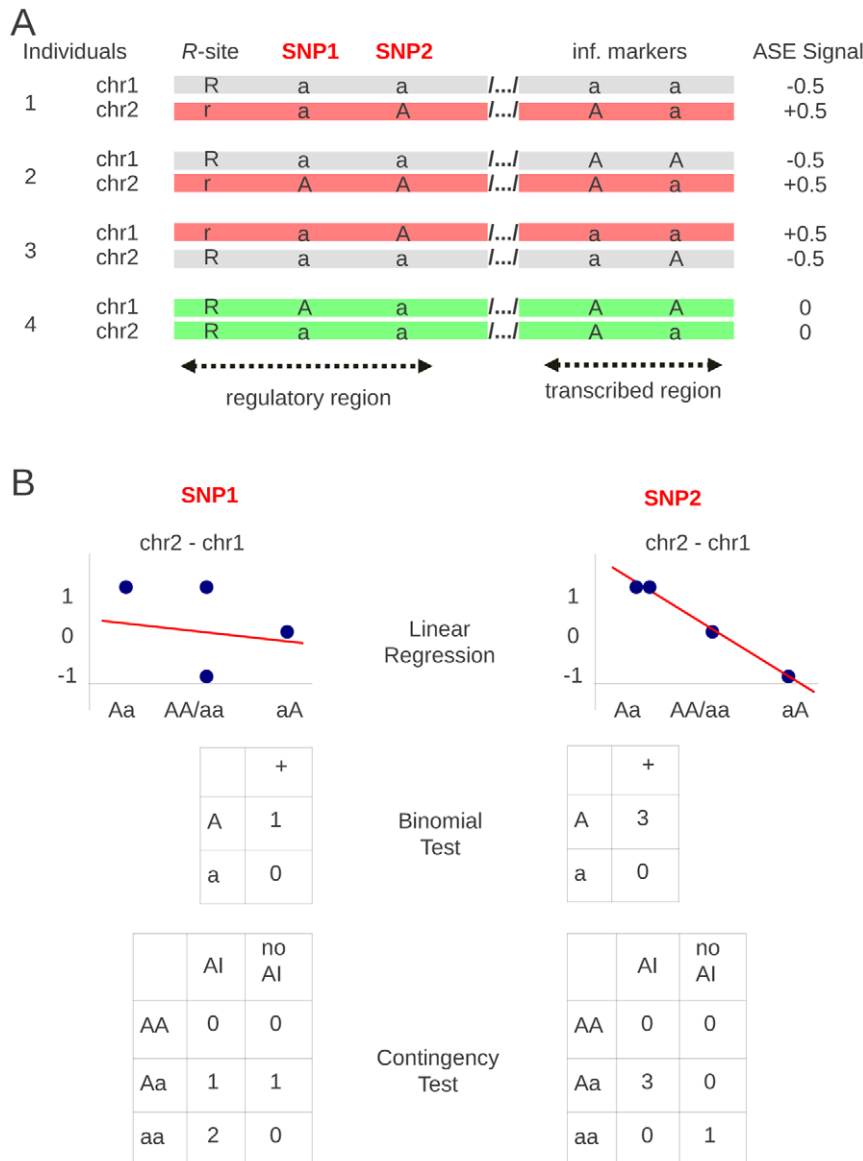 A
Individuals R-site SNP1 SNP2 inf. markers ASE Signal
chr1 R a a /.../ a a -0.5
1
chr2 r a A /.../ A a +0.5
chr1 R a a /.../ A A -0.5
2
chr2 r A A /.../ A a +0.5
chr1 r a A /.../ a a +0.5
3
chr2 R a a /.../ a A -0.5
chr1 R A a /.../ A A 0
4
chr2 R a a /.../ A a 0
regulatory region transcribed region
B
SNP1 SNP2
chr2 - chr1 chr2 - chr1
1 1
0 Linear 0
Regression
-1 -1
Aa AA/aa aA Aa AA/aa aA
+ +
A 1 Binomial A 3
Test
a 0 a 0
AI no AI AI no AI
AA 0 0 AA 0 0
Contingency
Aa 1 1 Test Aa 3 0
aa 2 0 aa 0 1